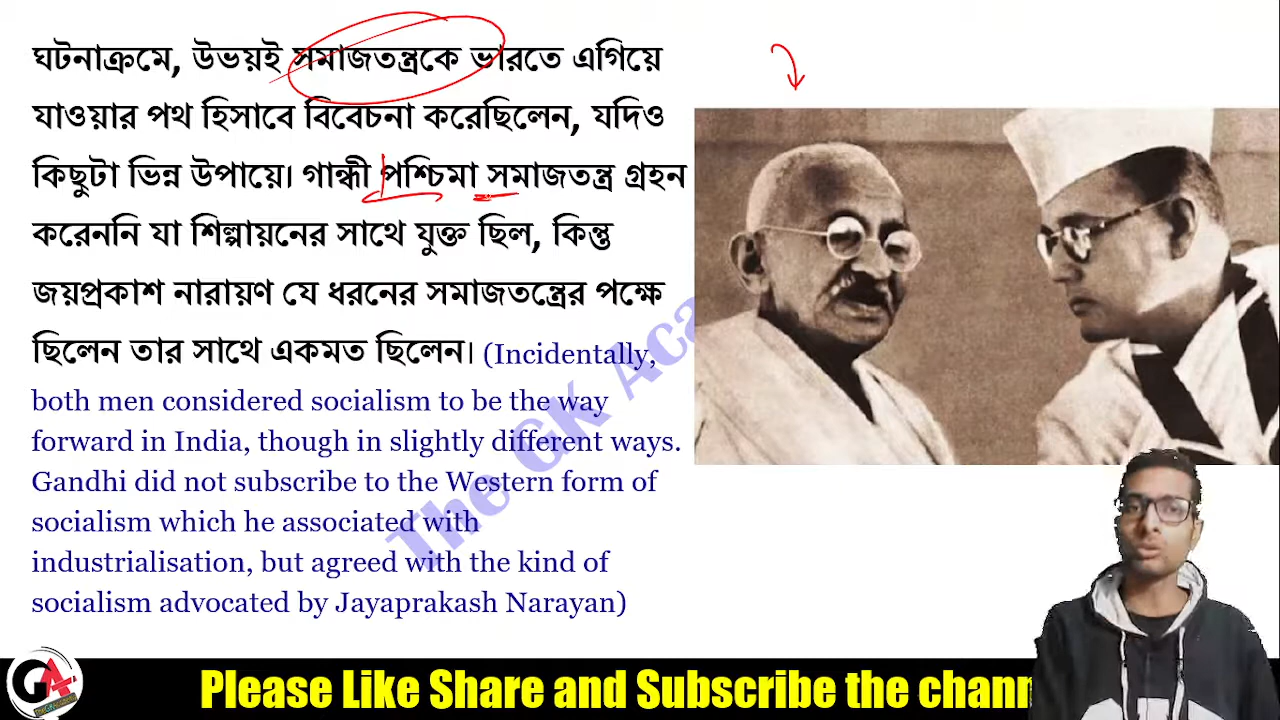 ঘটনাক্রমে, উভয়ই সমাজতন্ত্রকে ভারতে এগিয়ে
যাওয়ার পথ হিসাবে বিবেচনা করেছিলেন, যদিও
কিছুটা ভিন্ন উপায়ে। গান্ধী পশ্চিমা সমাজতন্ত্র গ্রহন
করেননি যা শিল্পায়নের সাথে যুক্ত ছিল, কিন্তু
জয়প্রকাশ নারায়ণ যে ধরনের সমাজতন্ত্রের পক্ষে
ছিলেন তার সাথে একমত ছিলেন। (Incidentally,
both men considered socialism to be the way
forward in India, though in slightly different ways.
Gandhi did not subscribe to the Western form of
socialism which he associated with
industrialisation, but agreed with the kind of
socialism advocated by Jayaprakash Narayan)
The GK Aca
GA
Please Like Share and Subscribe the chann